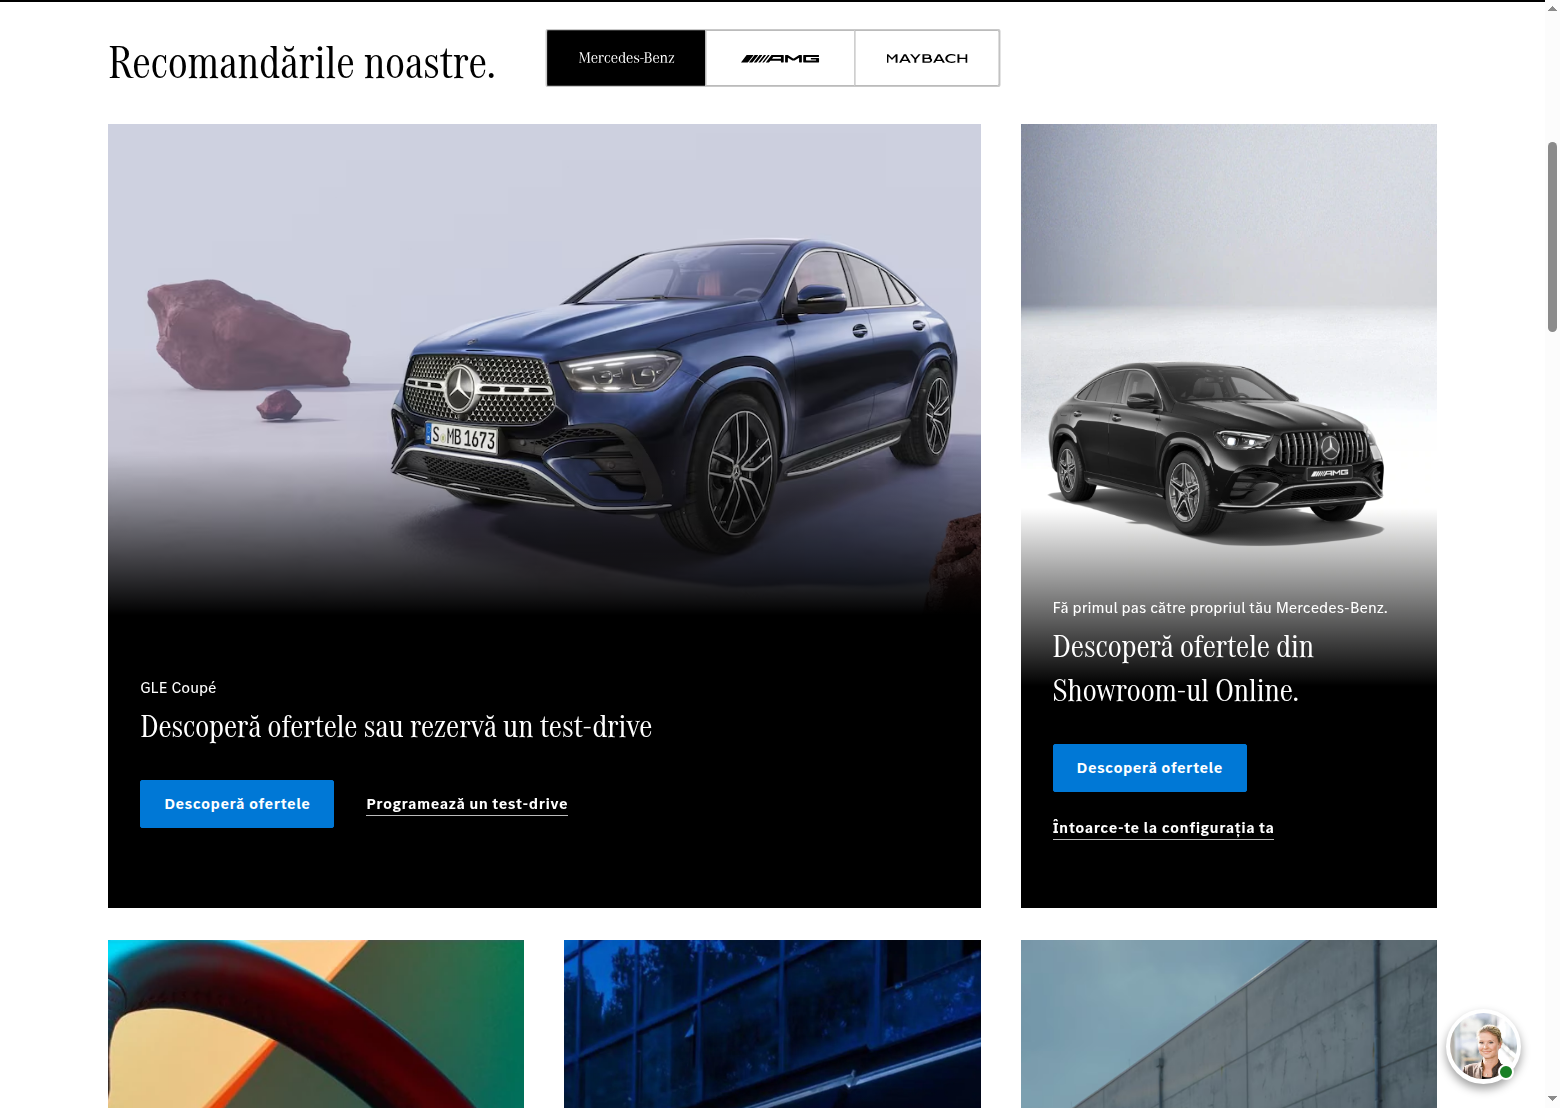 Recomandările noastre.
Mercedes-Benz
AMG
MAYBACH
S MB 1673
AMG
GLE Coupé
Descoperă ofertele sau rezervă un test-drive
Descoperă ofertele
Programează un test-drive
Fă primul pas către propriul tău Mercedes-Benz.
Descoperă ofertele din
Showroom-ul Online.
Descoperă ofertele
Întoarce-te la configurația ta